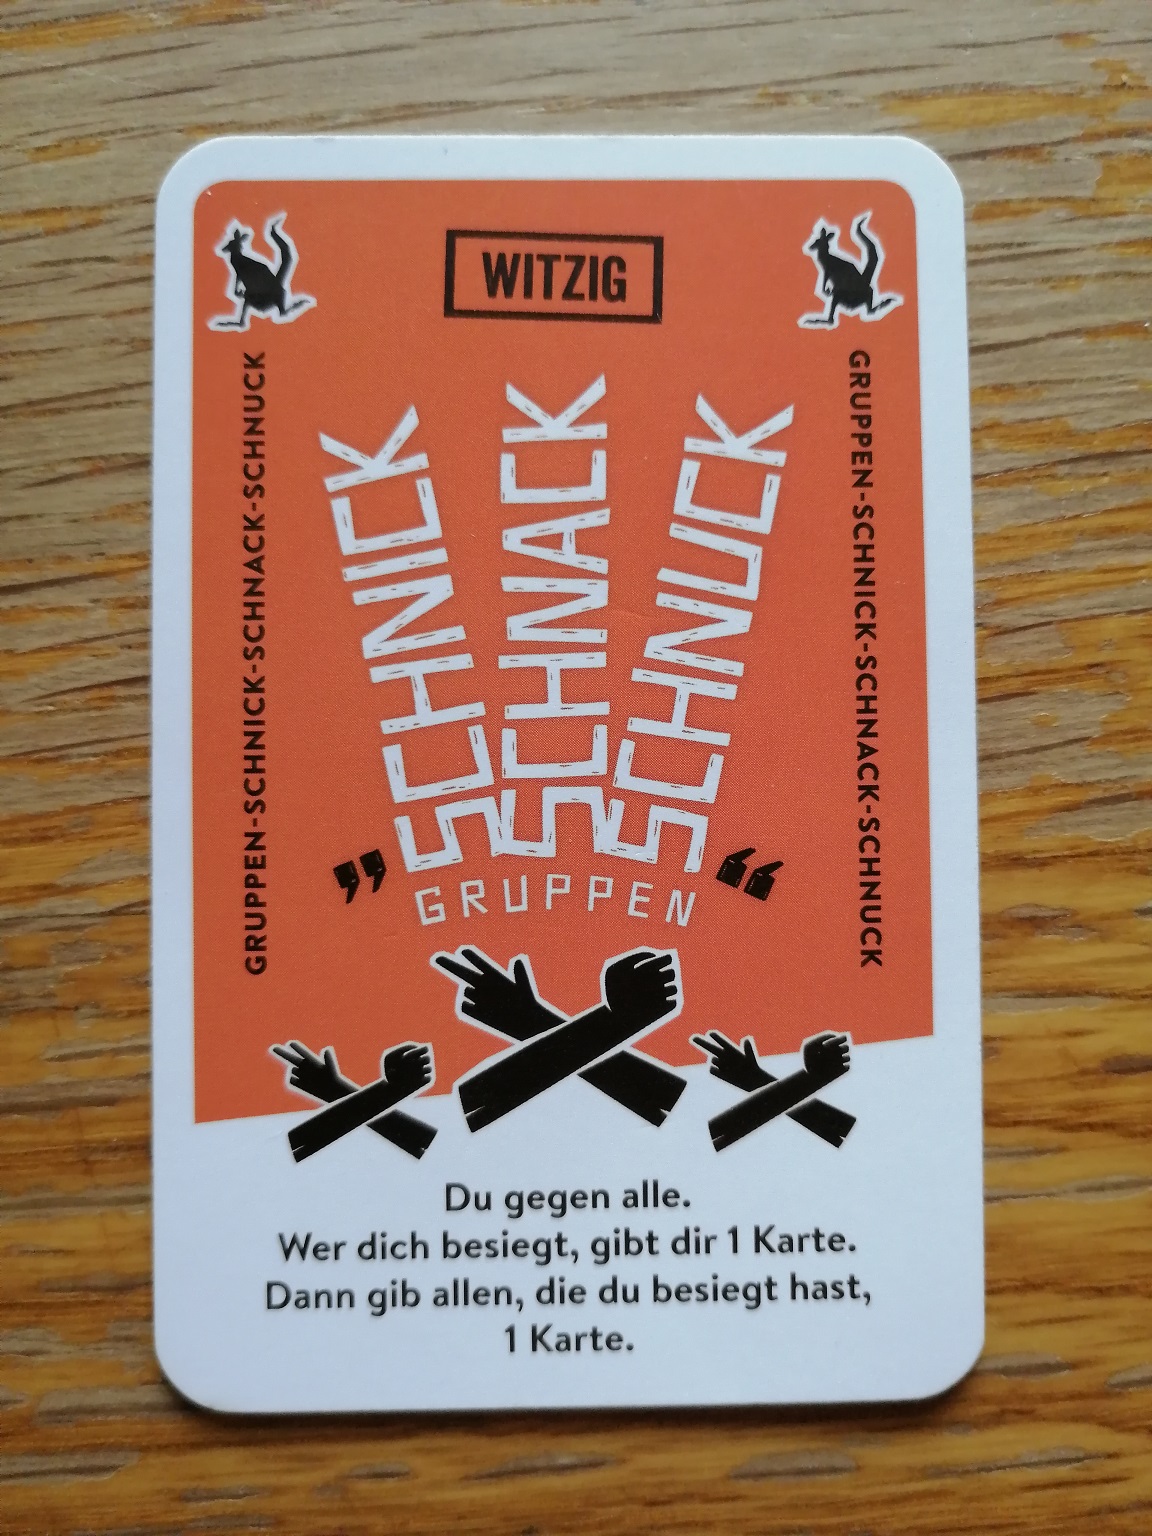 WITZIG
GRUPPEN-SCHNICK-SCHNACK-SCHNUCK
GRUPPEN-SCHNICK-SCHNACK-SCHNUCK
SCHNICK
SCHNACK
SCHNUCK
" GRUPPEN "
Du gegen alle.
Wer dich besiegt, gibt dir 1 Karte.
Dann gib allen, die du besiegt hast,
1 Karte.